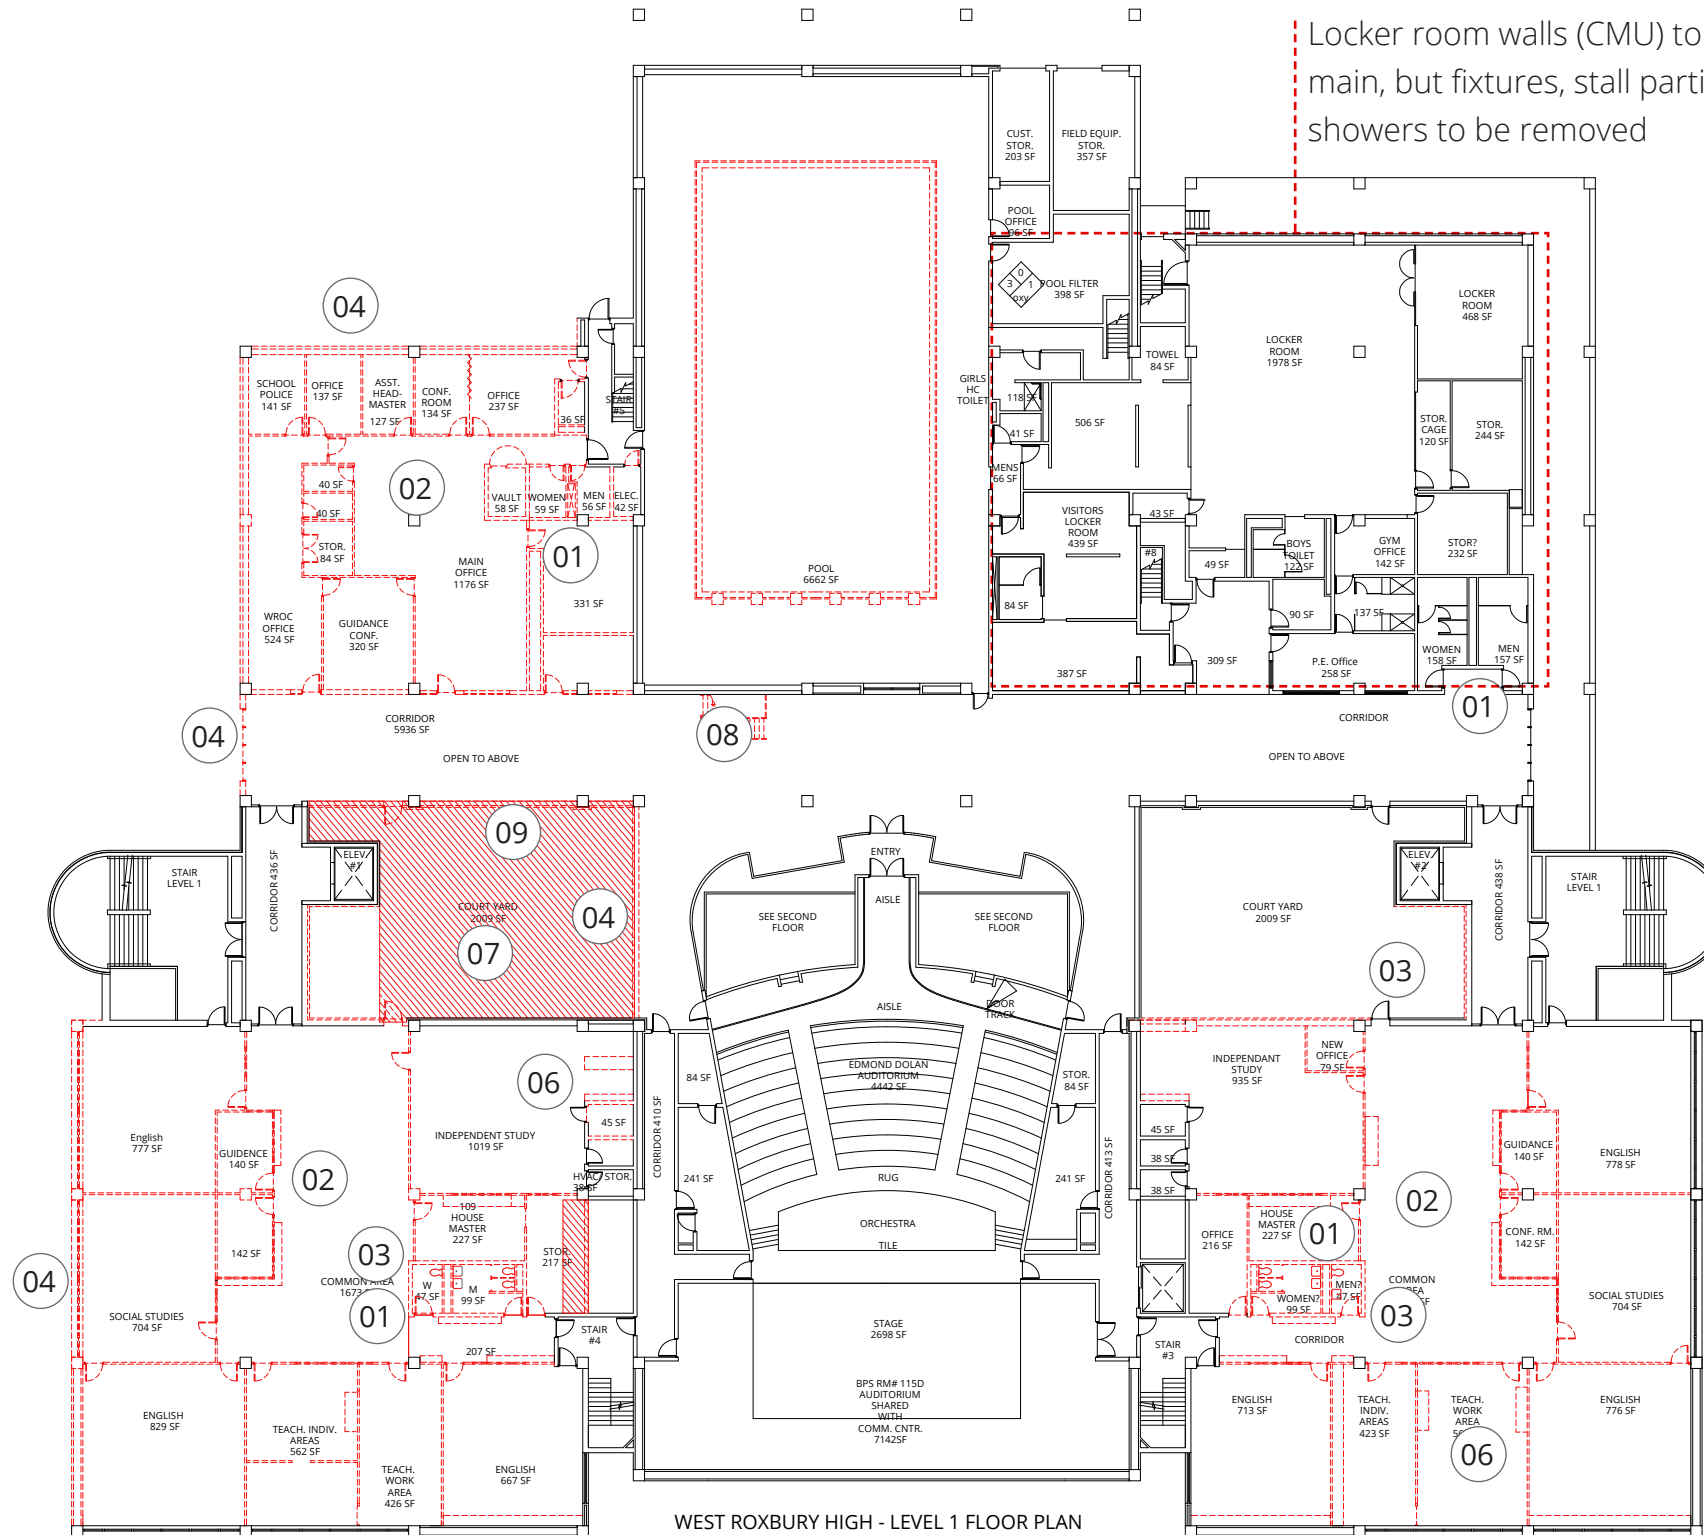 Locker room walls (CMU) to
main, but fixtures, stall parti
showers to be removed
CUST.
STOR.
203 SF
FIELD EQUIP.
STOR.
357 SF
POOL
OFFICE
96 SF
0
3
1
oxy
POOL FILTER
398 SF
LOCKER
ROOM
468 SF
LOCKER
ROOM
1978 SF
TOWEL
84 SF
GIRLS
HC
TOILET
118 SF
41 SF
506 SF
MENS
66 SF
STOR.
CAGE
120 SF
STOR.
244 SF
VISITORS
LOCKER
ROOM
439 SF
43 SF
#8
49 SF
BOYS
TOILET
122 SF
GYM
OFFICE
142 SF
STOR?
232 SF
84 SF
90 SF
137 SF
387 SF
309 SF
P.E. Office
258 SF
WOMEN
158 SF
MEN
157 SF
01
04
SCHOOL
POLICE
141 SF
OFFICE
137 SF
ASST.
HEAD-
MASTER
127 SF
CONF.
ROOM
134 SF
OFFICE
237 SF
36 SF
STAIR
#5
02
40 SF
40 SF
STOR.
84 SF
VAULT
58 SF
WOMEN
59 SF
MEN
56 SF
ELEC.
42 SF
01
MAIN
OFFICE
1176 SF
331 SF
WROC
OFFICE
524 SF
GUIDANCE
CONF.
320 SF
POOL
6662 SF
04
CORRIDOR
5936 SF
OPEN TO ABOVE
08
CORRIDOR
OPEN TO ABOVE
STAIR
LEVEL 1
CORRIDOR 436 SF
ELEV.
#1
09
COURT YARD
2009 SF
04
07
ENTRY
AISLE
SEE SECOND
FLOOR
SEE SECOND
FLOOR
AISLE
DOOR
TRACK
COURT YARD
2009 SF
ELEV.
#2
03
CORRIDOR 438 SF
STAIR
LEVEL 1
English
777 SF
GUIDENCE
140 SF
02
INDEPENDENT STUDY
1019 SF
06
45 SF
HVAC/ STOR.
38 SF
CORRIDOR 410 SF
84 SF
241 SF
EDMOND DOLAN
AUDITORIUM
4442 SF
RUG
ORCHESTRA
TILE
STOR.
84 SF
241 SF
CORRIDOR 413 SF
INDEPENDANT
STUDY
935 SF
NEW
OFFICE
79 SF
45 SF
38 SF
38 SF
GUIDANCE
140 SF
ENGLISH
778 SF
02
109
HOUSE
MASTER
227 SF
STOR.
217 SF
142 SF
03
COMMON AREA
1673
01
W
47 SF
M
99 SF
SOCIAL STUDIES
704 SF
04
207 SF
STAIR
#4
STAGE
2698 SF
BPS RM# 115D
AUDITORIUM
SHARED
WITH
COMM. CNTR.
7142SF
STAIR
#3
OFFICE
216 SF
HOUSE
MASTER
227 SF
01
WOMEN?
99 SF
MEN?
47 SF
COMMON
03
CORRIDOR
CONF. RM.
142 SF
SOCIAL STUDIES
704 SF
ENGLISH
829 SF
TEACH. INDIV.
AREAS
562 SF
TEACH.
WORK
AREA
426 SF
ENGLISH
667 SF
ENGLISH
713 SF
TEACH.
INDIV.
AREAS
423 SF
TEACH.
WORK
AREA
06
ENGLISH
776 SF
WEST ROXBURY HIGH - LEVEL 1 FLOOR PLAN